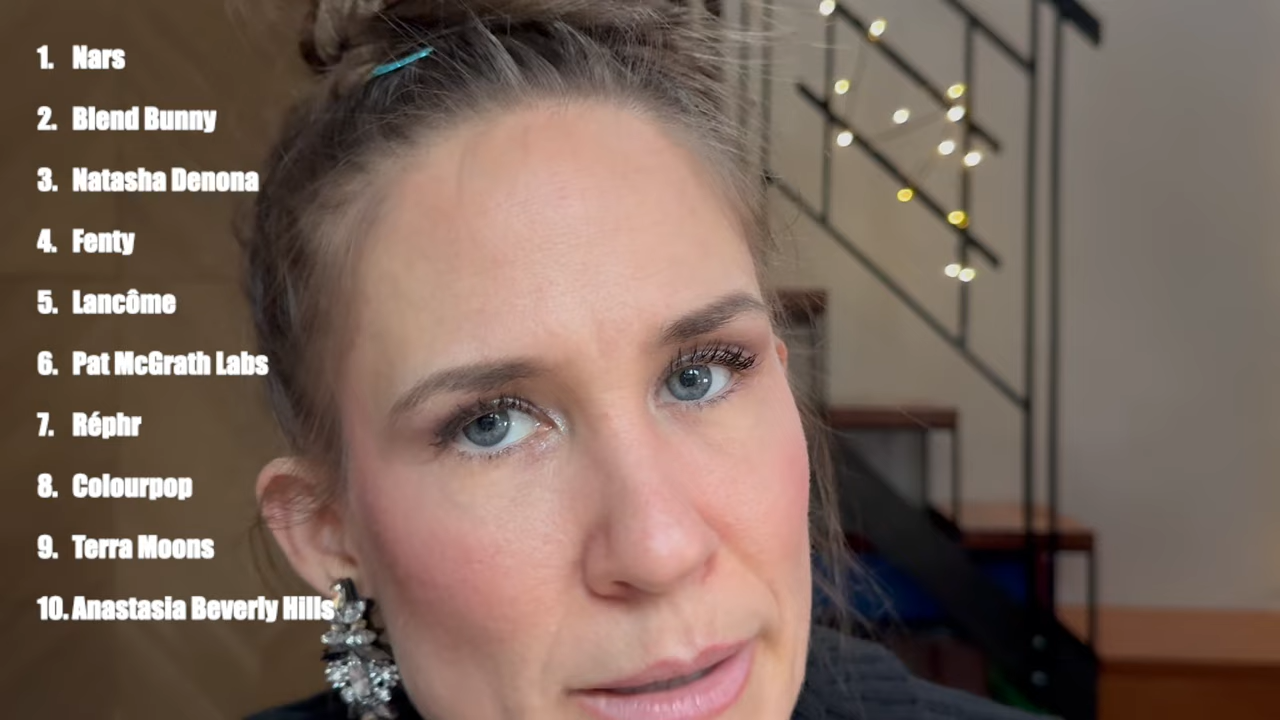 1. Nars
2. Blend Bunny
3. Natasha Denona
4. Fenty
5. Lancôme
6. Pat McGrath Labs
7. Réphr
8. Colourpop
9. Terra Moons
10. Anastasia Beverly Hills